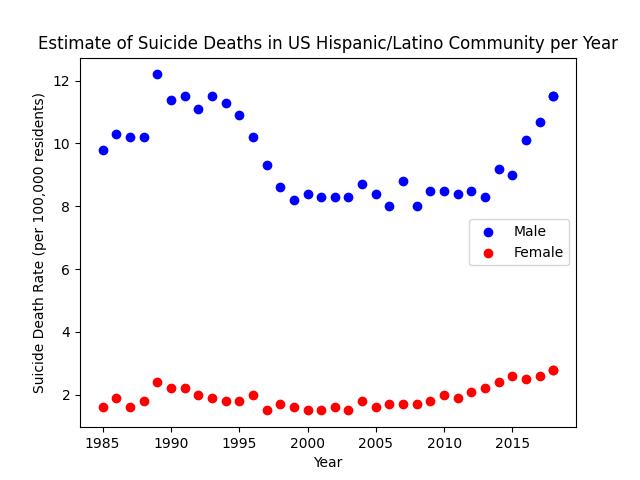 Estimate of Suicide Deaths in US Hispanic/Latino Community per Year
Suicide Death Rate (per 100,000 residents)
12
10
8
6
4
2
Male
Female
1985 1990 1995 2000 2005 2010 2015
Year